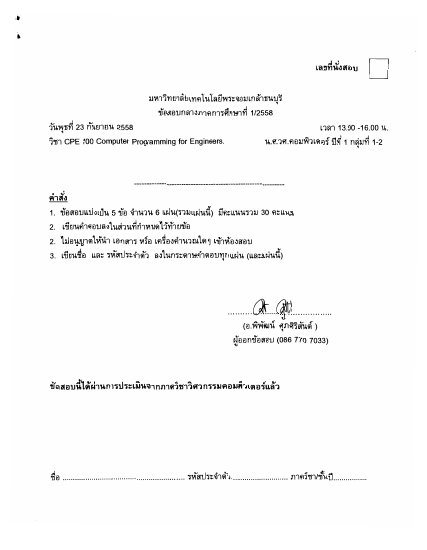 เลขที่นั่งสอบ
มหาวิทยาลัยเทคโนโลยีพระจอมเกล้าธนบุรี
ข้อสอบกลางภาคการศึกษาที่ 1/2558
วันพุธที่ 23 กันยายน 2558 เวลา 13.00 -16.00 น.
วิชา CPE 100 Computer Programming for Engineers. น.ศ.วศ.คอมพิวเตอร์ ปีที่ 1 กลุ่มที่ 1-2
คำสั่ง
1. ข้อสอบแบ่งเป็น 5 ข้อ จำนวน 6 แผ่น(รวมแผ่นนี้) มีคะแนนรวม 30 คะแนน
2. เขียนคำตอบลงในส่วนที่กำหนดไว้ท้ายข้อ
2. ไม่อนุญาตให้นำ เอกสาร หรือ เครื่องคำนวณใดๆ เข้าห้องสอบ
3. เขียนชื่อ และ รหัสประจำตัว ลงในกระดาษคำตอบทุกแผ่น (และแผ่นนี้)
(อ.พิพัฒน์ ศุภศิริสันต์ )
ผู้ออกข้อสอบ (086 770 7033)
ข้อสอบนี้ได้ผ่านการประเมินจากภาควิชาวิศวกรรมคอมพิวเตอร์แล้ว
ชื่อ ........................................ รหัสประจำตัว........................ ภาควิชา/ชั้นปี..............